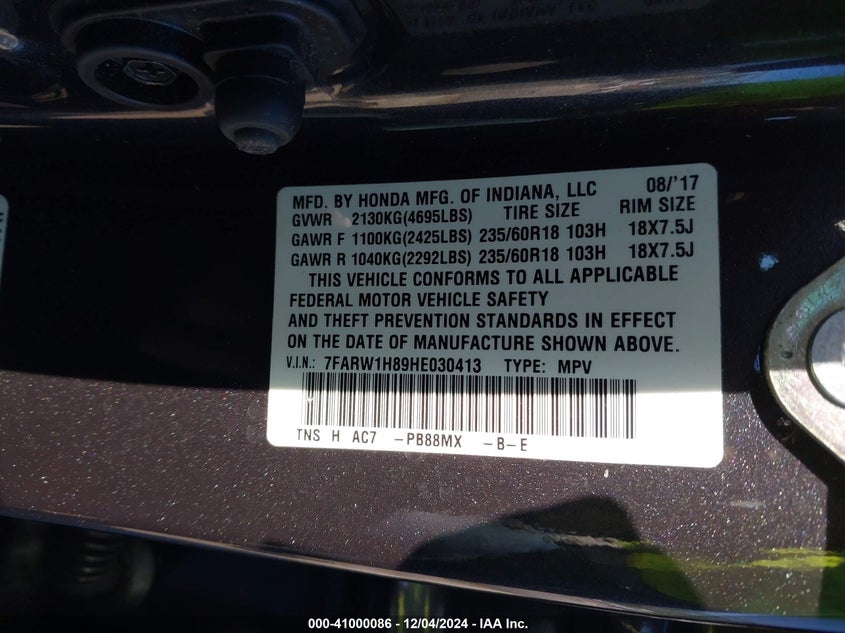 MFD. BY HONDA MFG. OF INDIANA, LLC 08/'17
GVWR 2130KG(4695LBS) TIRE SIZE RIM SIZE
GAWR F 1100KG(2425LBS) 235/60R18 103H 18X7.5J
GAWR R 1040KG(2292LBS) 235/60R18 103H 18X7.5J
THIS VEHICLE CONFORMS TO ALL APPLICABLE
FEDERAL MOTOR VEHICLE SAFETY
AND THEFT PREVENTION STANDARDS IN EFFECT
ON THE DATE OF MANUFACTURE SHOWN ABOVE.
V.I.N.: 7FARW1H89HE030413 TYPE: MPV
TNS H AC7 -PB88MX -B-E
000-41000086 - 12/04/2024 - IAA Inc.